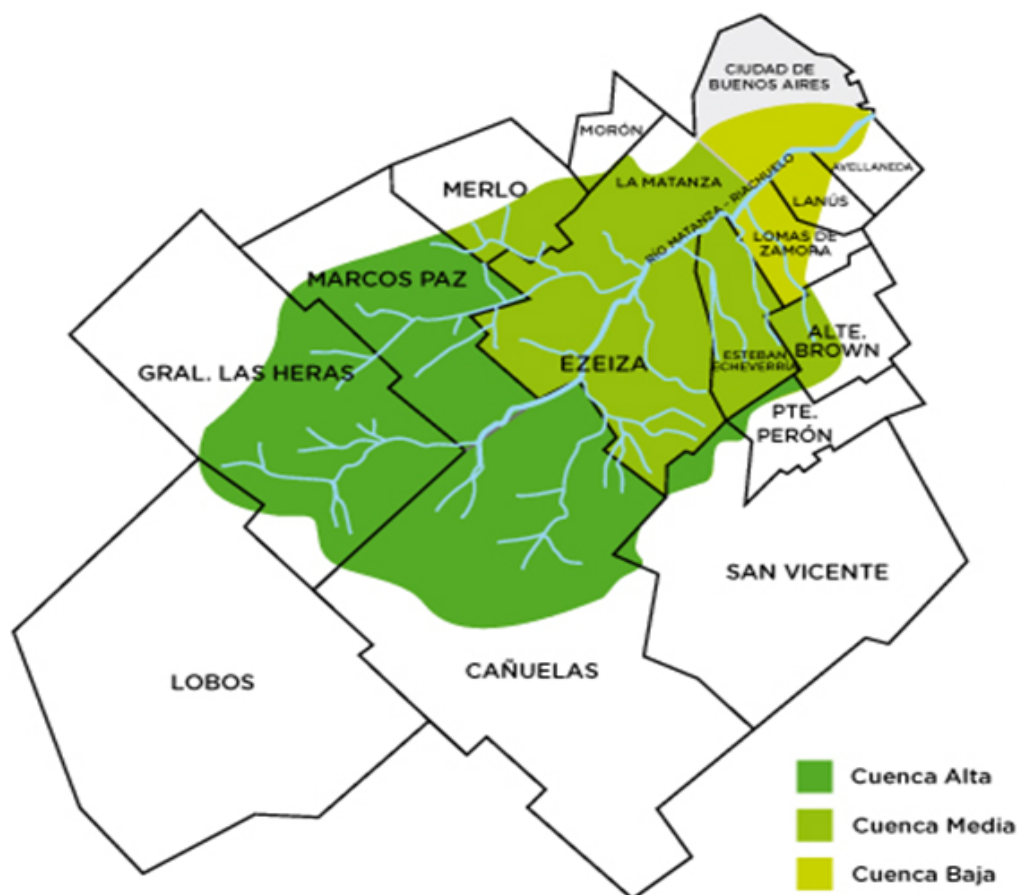 CIUDAD DE
BUENOS AIRES
MORÓN
LA MATANZA
AVELLANEDA
MERLO
LANÚS
RÍO MATANZA - RIACHUELO
LOMAS DE
ZAMORA
MARCOS PAZ
ALTE.
BROWN
GRAL. LAS HERAS
EZEIZA
ESTEBAN
ECHEVERRÍA
PTE.
PERÓN
SAN VICENTE
CAÑUELAS
LOBOS
Cuenca Alta
Cuenca Media
Cuenca Baja